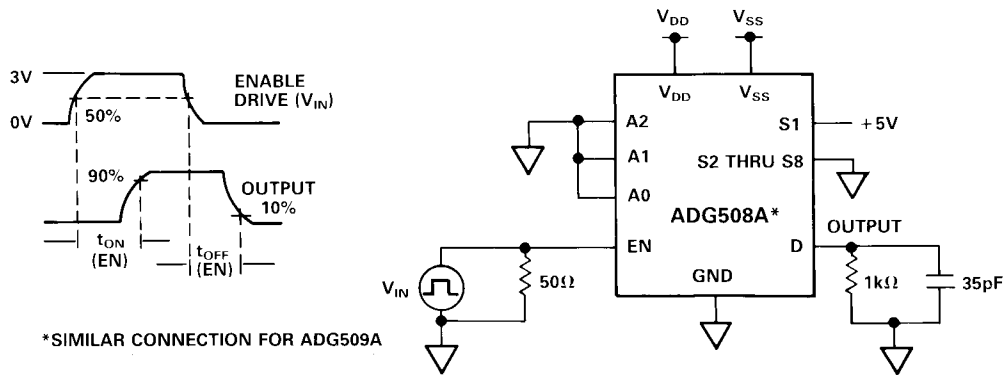 3V
0V
50%
ENABLE
DRIVE (VIN)
90%
OUTPUT
10%
tON
(EN)
tOFF
(EN)
*SIMILAR CONNECTION FOR ADG509A
VDD
VSS
VDD
VSS
A2
A1
A0
EN
S1
+5V
S2 THRU S8
ADG508A*
D
OUTPUT
GND
VIN
50Ω
1kΩ
35pF